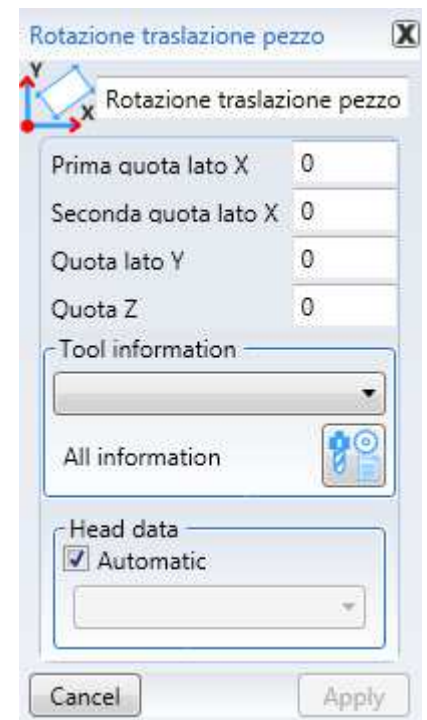 Rotazione traslazione pezzo X
Y
X
Rotazione traslazione pezzo
Prima quota lato X 0
Seconda quota lato X 0
Quota lato Y 0
Quota Z 0
Tool information
All information
Head data
Automatic
Cancel Apply